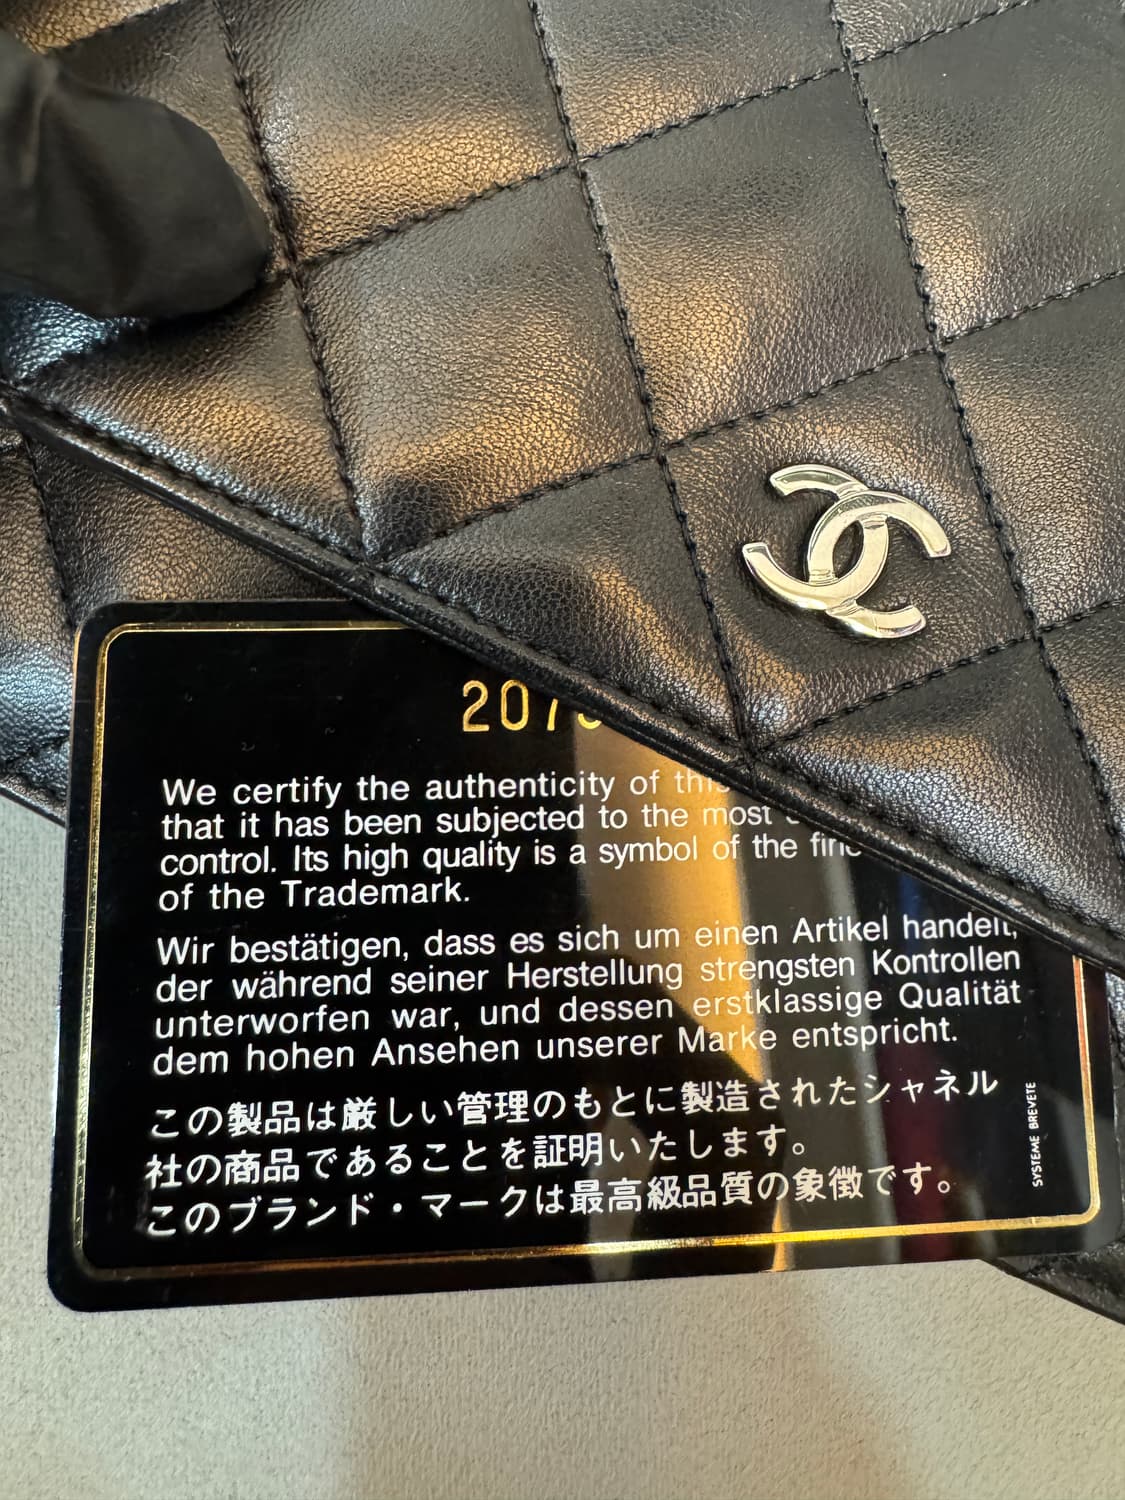 207
We certify the authenticity of
that it has been subjected to the most
control. Its high quality is a symbol of the
of the Trademark.
Wir bestätigen, dass es sich um einen Artikel handelt,
der während seiner Herstellung strengsten Kontrollen
unterworfen war, und dessen erstklassige Qualität
dem hohen Ansehen unserer Marke entspricht.
この製品は厳しい管理のもとに製造されたシャネル
社の商品であることを証明いたします。
このブランド・マークは最高級品質の象徴です。
SYSTEME BREVETE